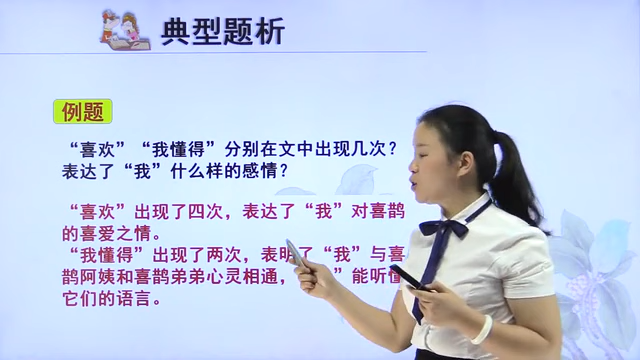 典型题析
例题
“喜欢”“我懂得”分别在文中出现几次？
表达了“我”什么样的感情？
“喜欢”出现了四次，表达了“我”对喜鹊
的喜爱之情。
“我懂得”出现了两次，表明了“我”与喜
鹊阿姨和喜鹊弟弟心灵相通， ”能听懂
它们的语言。